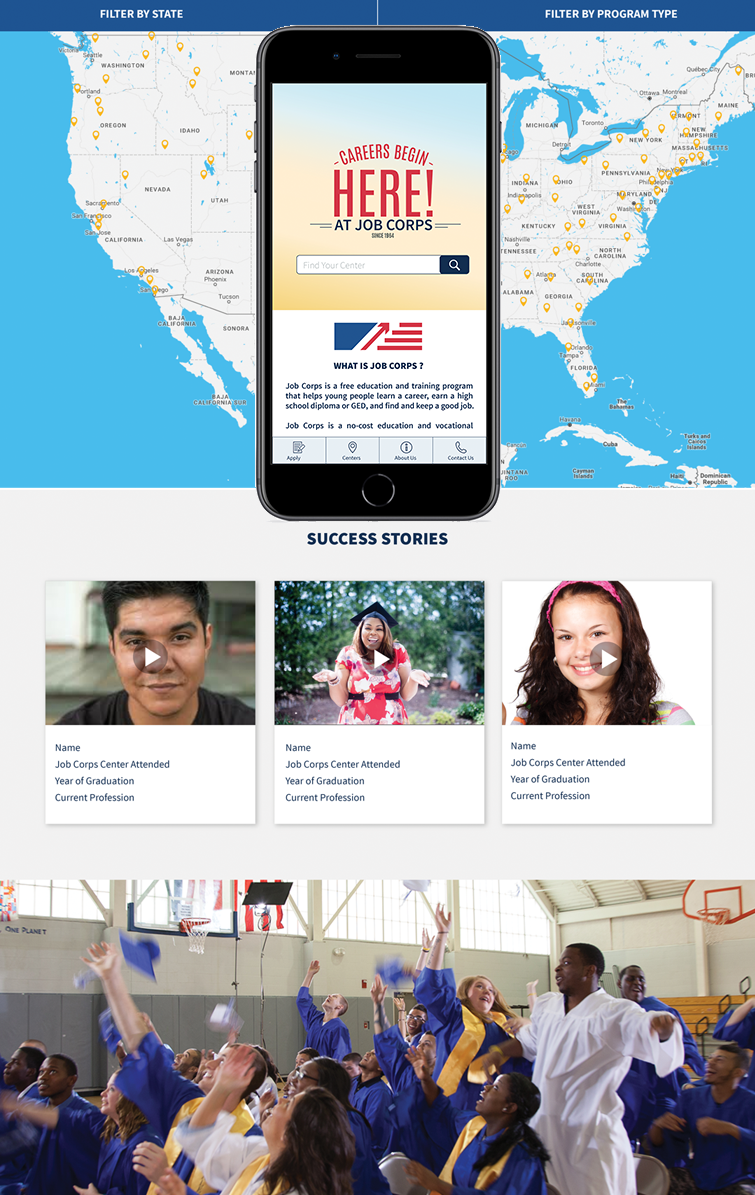 FILTER BY STATE
FILTER BY PROGRAM TYPE
Victoria
Seattle
WASHINGTON
MONTAN
Portland
OREGON
IDAHO
NEVADA
UTAH
Sacramento
San Francisco
San Jose
CALIFORNIA
Las Vegas
Los Angeles
San Diego
ARIZONA
Phoenix
Tucson
BAJA
CALIFORNIA
SONORA
BAJA
CALIFORNIA SUR
CAREERS BEGIN
HERE!
AT JOB CORPS
SINCE 1964
Find Your Center
WHAT IS JOB CORPS ?
Job Corps is a free education and training program
that helps young people learn a career, earn a high
school diploma or GED, and find and keep a good job.
Job Corps is a no-cost education and vocational
Apply
Centers
About Us
Contact Us
Québec City
Ottawa
Montreal
MAINE
VERMONT
MICHIGAN
Toronto
NEW
HAMPSHIRE
NEW YORK
MASSACHUSETTS
Detroit
PENNSYLVANIA
New York
INDIANA
OHIO
Philadelphia
NJ
Indianapolis
MARYLAND
DE
Washington
WEST
VIRGINIA
KENTUCKY
VIRGINIA
Nashville
TENNESSEE
NORTH
CAROLINA
Charlotte
Atlanta
SOUTH
CAROLINA
ALABAMA
GEORGIA
Jacksonville
Orlando
Tampa
FLORIDA
Miami
The
Bahamas
Havana
Cuba
Turks and
Caicos
Islands
Cancún
QUINTANA
ROO
Cayman
Islands
Haiti
Dominican
Republic
SUCCESS STORIES
Name
Job Corps Center Attended
Year of Graduation
Current Profession
Name
Job Corps Center Attended
Year of Graduation
Current Profession
Name
Job Corps Center Attended
Year of Graduation
Current Profession
ONE PLANET